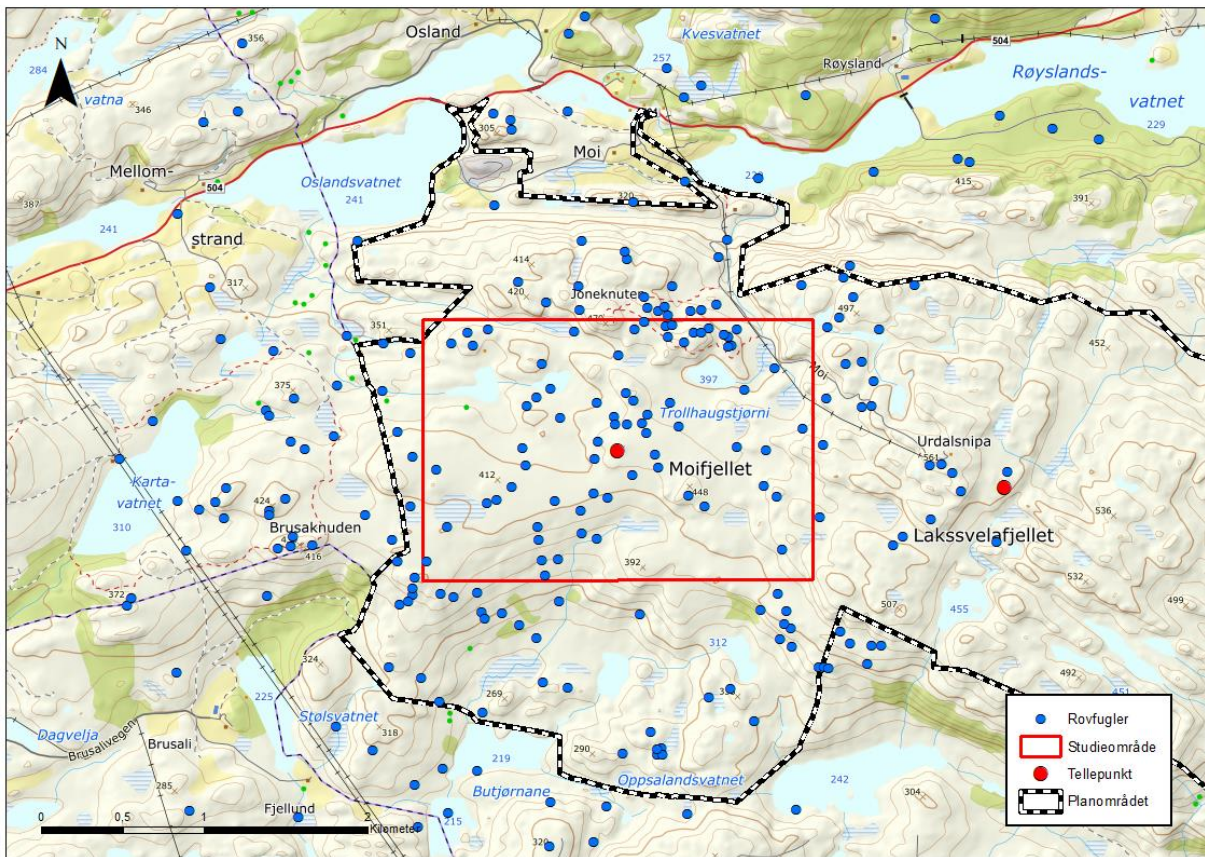 N
284
vatna
346
356
Osland
Kvesvatnet
257
Røysland
504
Røyslands-
vatnet
229
305
Moi
Mellom-
504
387
Oslandsvatnet
241
320
415
391
241
strand
317
414
420
Joneknuten
351
497
452
397
Moi
375
Trollhaugstjørni
Urdalsnipa
561
Moifjellet
412
448
Karta-
vatnet
310
424
Brusaknuden
416
536
Lakssvelafjellet
392
532
372
507
455
499
312
324
492
451
225
269
Stølsvatnet
318
Dagvelja
Brusalivegen
Brusali
290
219
Oppsalandsvatnet
242
304
285
Butjørnane
Fjellund
215
320
0
0,5
1
2
Kilometer
Rovfugler
Studieområde
Tellepunkt
Planområdet